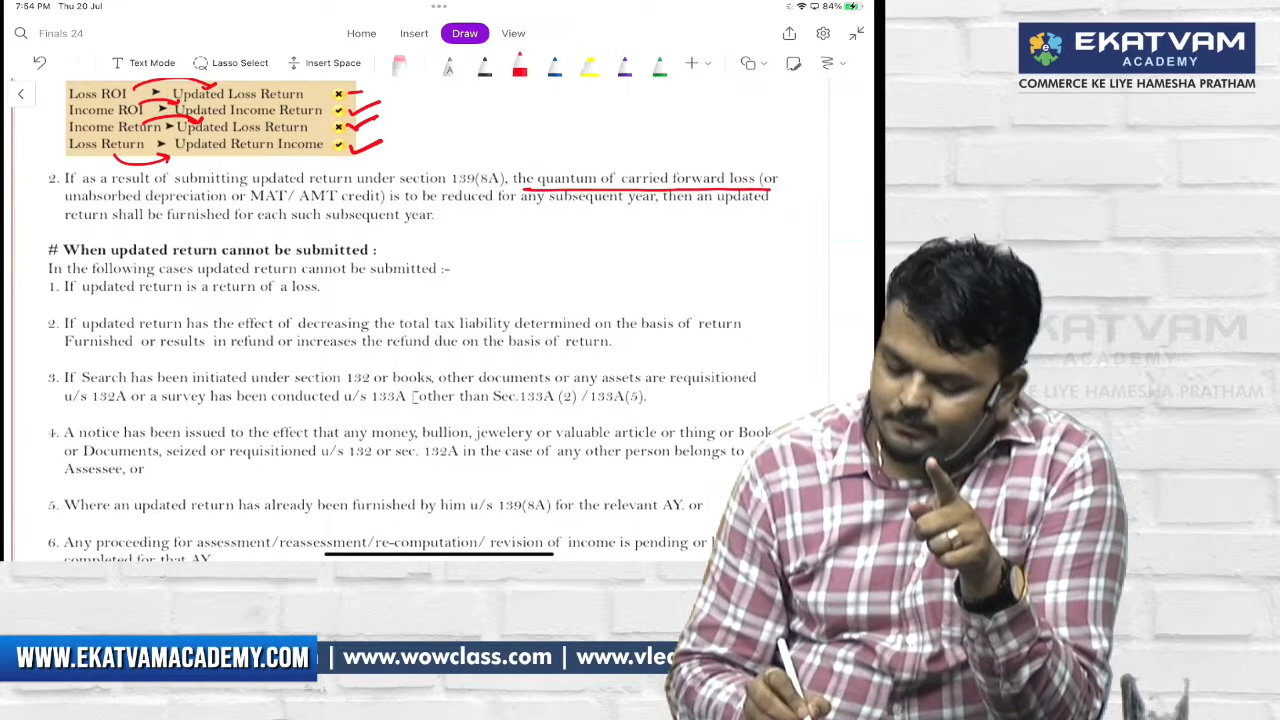 7:54 PM Thu 20 Jul
84%
Finals 24
Home Insert Draw View
Text Mode Lasso Select Insert Space
Loss ROI ➤ Updated Loss Return ✖
Income ROI ➤ Updated Income Return ✔
Income Return ➤ Updated Loss Return ✖
Loss Return ➤ Updated Return Income ✔
2. If as a result of submitting updated return under section 139(8A), the quantum of carried forward loss (or
unabsorbed depreciation or MAT/ AMT credit) is to be reduced for any subsequent year, then an updated
return shall be furnished for each such subsequent year.
# When updated return cannot be submitted :
In the following cases updated return cannot be submitted :-
1. If updated return is a return of a loss.
2. If updated return has the effect of decreasing the total tax liability determined on the basis of return
Furnished or results in refund or increases the refund due on the basis of return.
3. If Search has been initiated under section 132 or books, other documents or any assets are requisitioned
u/s 132A or a survey has been conducted u/s 133A [other than Sec.133A (2) /133A(5).
4. A notice has been issued to the effect that any money, bullion, jewelery or valuable article or thing or Book
or Documents, seized or requisitioned u/s 132 or sec. 132A in the case of any other person belongs to
Assessee, or
5. Where an updated return has already been furnished by him u/s 139(8A) for the relevant AY. or
6. Any proceeding for assessment/reassessment/re-computation/ revision of income is pending or
completed for that AY
EKATVAM
ACADEMY
COMMERCE KE LIYE HAMESHA PRATHAM
KATVAM
ACADEMY
KE LIYE HAMESHA PRATHAM
WWW.EKATVAMACADEMY.COM | www.wowclass.com | www.vlec